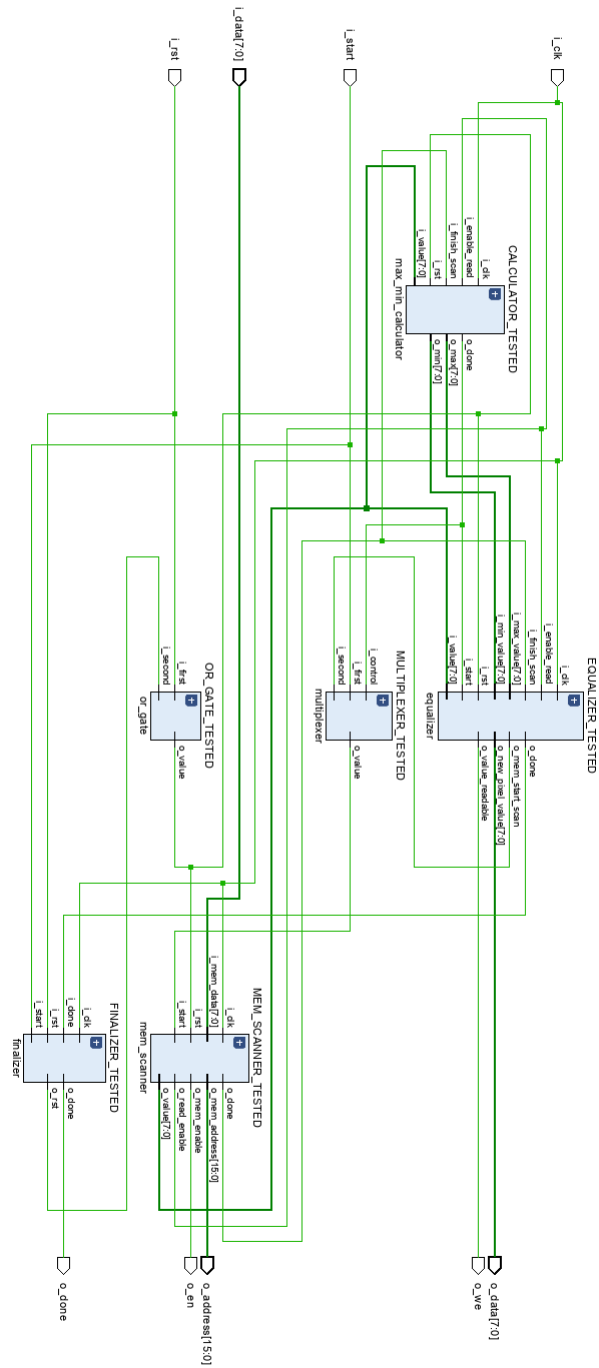 i_clk
i_start
i_data[7:0]
i_rst
CALCULATOR_TESTED
i_clk
i_enable_read
i_finish_scan
i_rst
i_value[7:0]
o_done
o_max[7:0]
o_min[7:0]
max_min_calculator
EQUALIZER_TESTED
i_clk
i_enable_read
i_finish_scan
i_max_value[7:0]
i_min_value[7:0]
i_rst
i_start
i_value[7:0]
o_done
o_mem_start_scan
o_new_pixel_value[7:0]
o_value_readable
equalizer
MULTIPLEXER_TESTED
i_control
i_first
i_second
o_value
multiplexer
OR_GATE_TESTED
i_first
i_second
o_value
or_gate
MEM_SCANNER_TESTED
i_clk
i_mem_data[7:0]
i_rst
i_start
o_done
o_mem_address[15:0]
o_mem_enable
o_read_enable
o_value[7:0]
mem_scanner
FINALIZER_TESTED
i_clk
i_done
i_rst
i_start
o_done
o_rst
finalizer
o_data[7:0]
o_we
o_address[15:0]
o_en
o_done